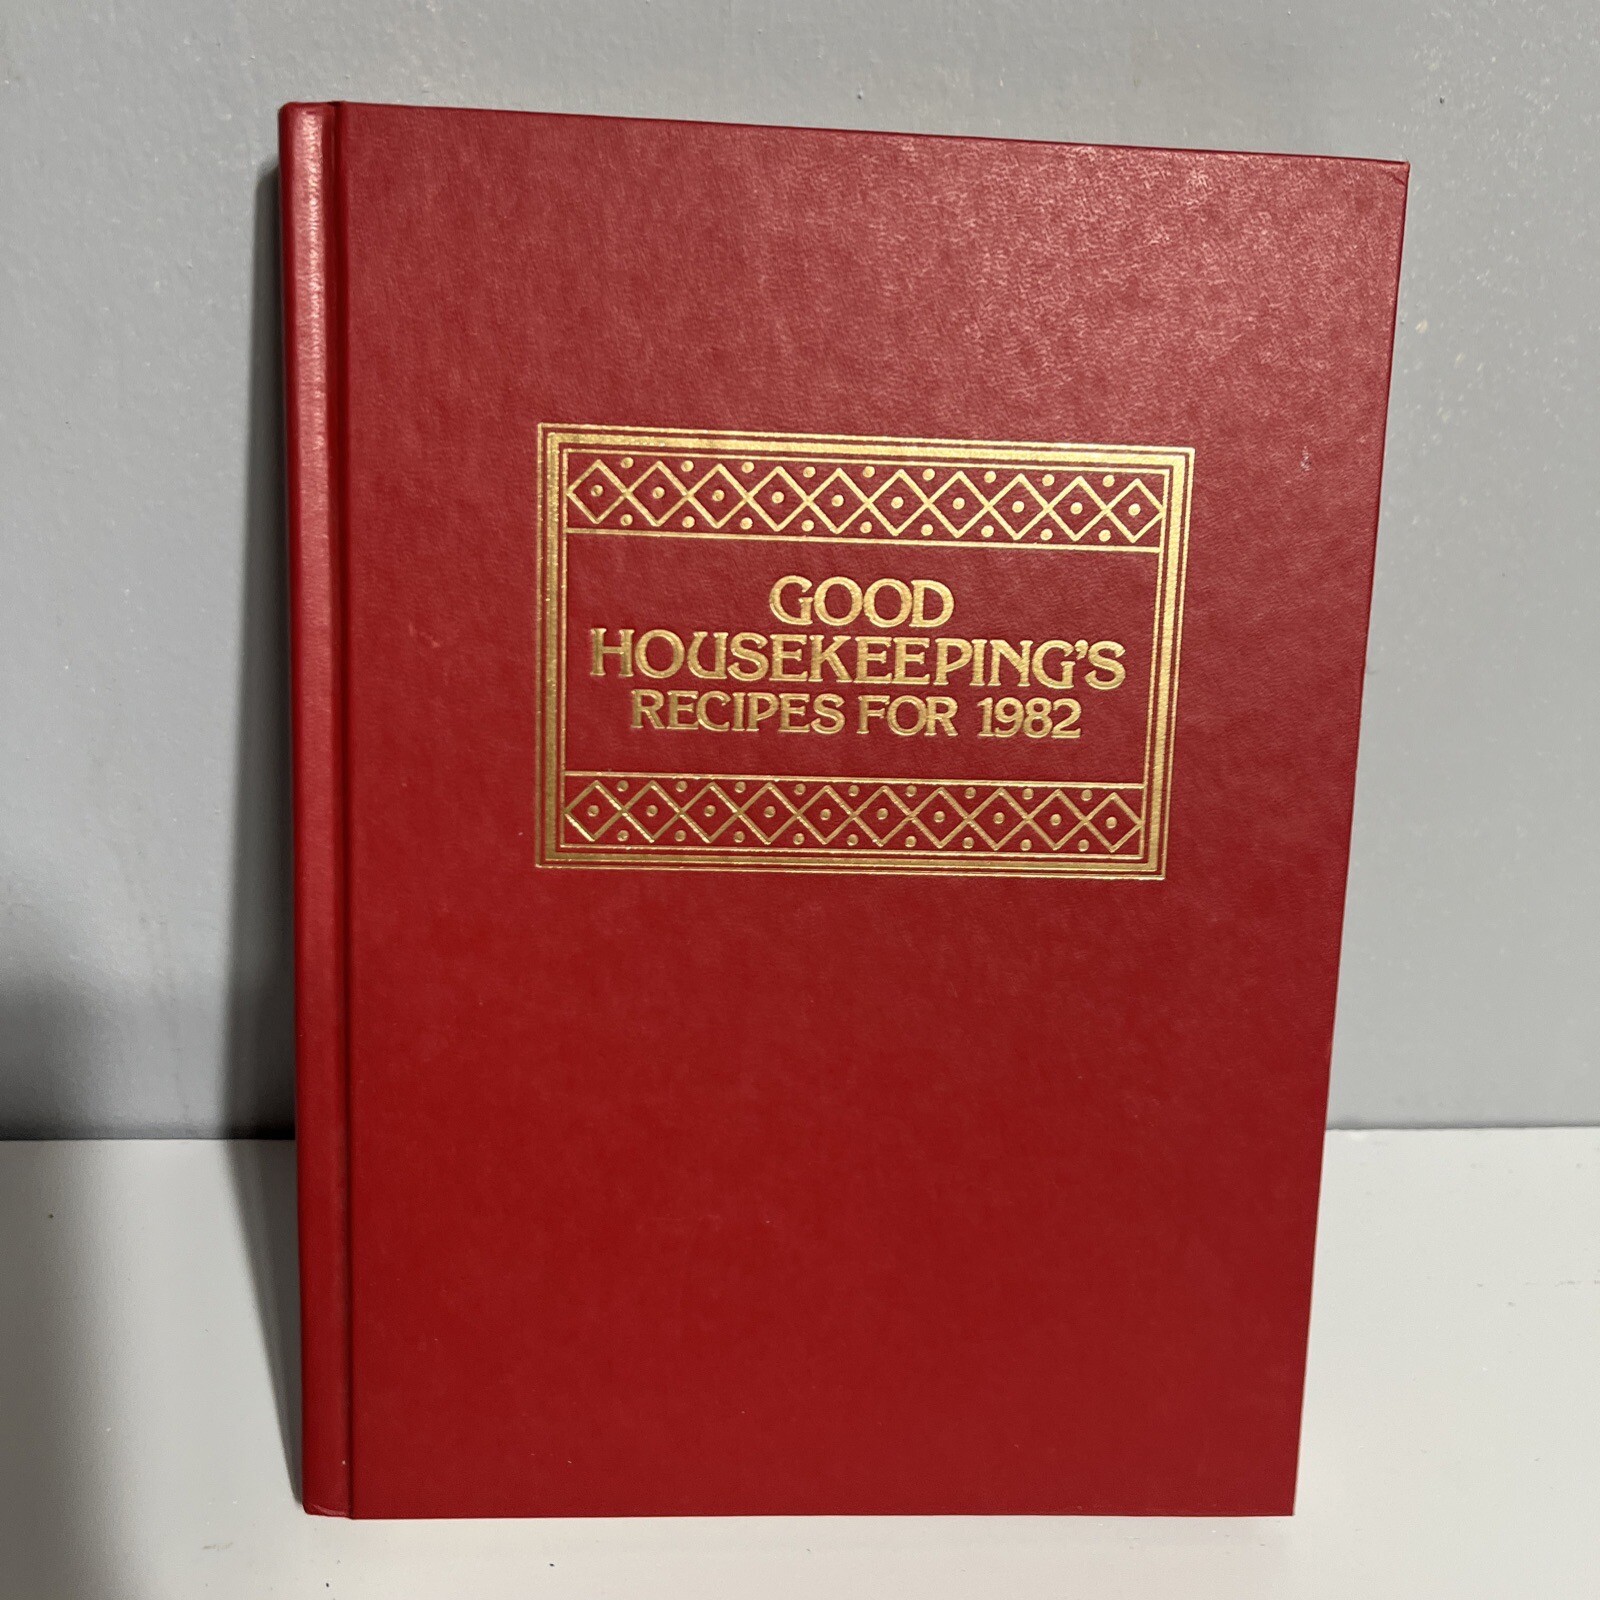 GOOD
HOUSEKEEPING'S
RECIPES FOR 1982